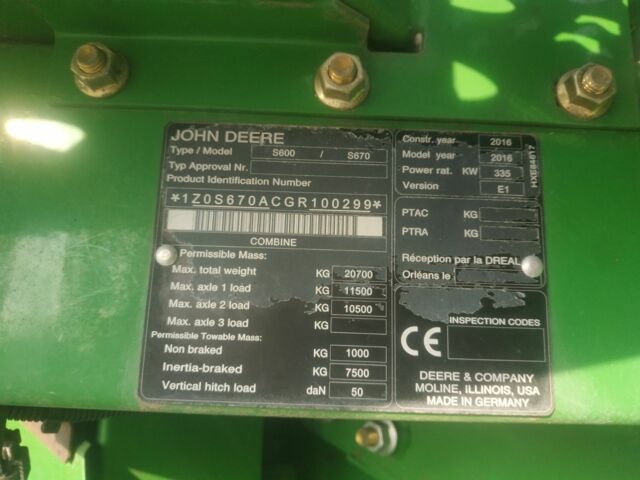 JOHN DEERE
Type / Model S600 / S670
Typ Approval Nr.
Product Identification Number
*1Z0S670ACGR100299*
COMBINE
Permissible Mass:
Max. total weight KG 20700
Max. axle 1 load KG 11500
Max. axle 2 load KG 10500
Max. axle 3 load KG
Permissible Towable Mass:
Non braked KG 1000
Inertia-braked KG 7500
Vertical hitch load daN 50
Constr. year 2016
Model year 2016
Power rat. KW 335
Version E1
PTAC KG
PTRA KG
Réception par la DREAL
Orléans le :
CE
INSPECTION CODES
DEERE & COMPANY
MOLINE, ILLINOIS, USA
MADE IN GERMANY